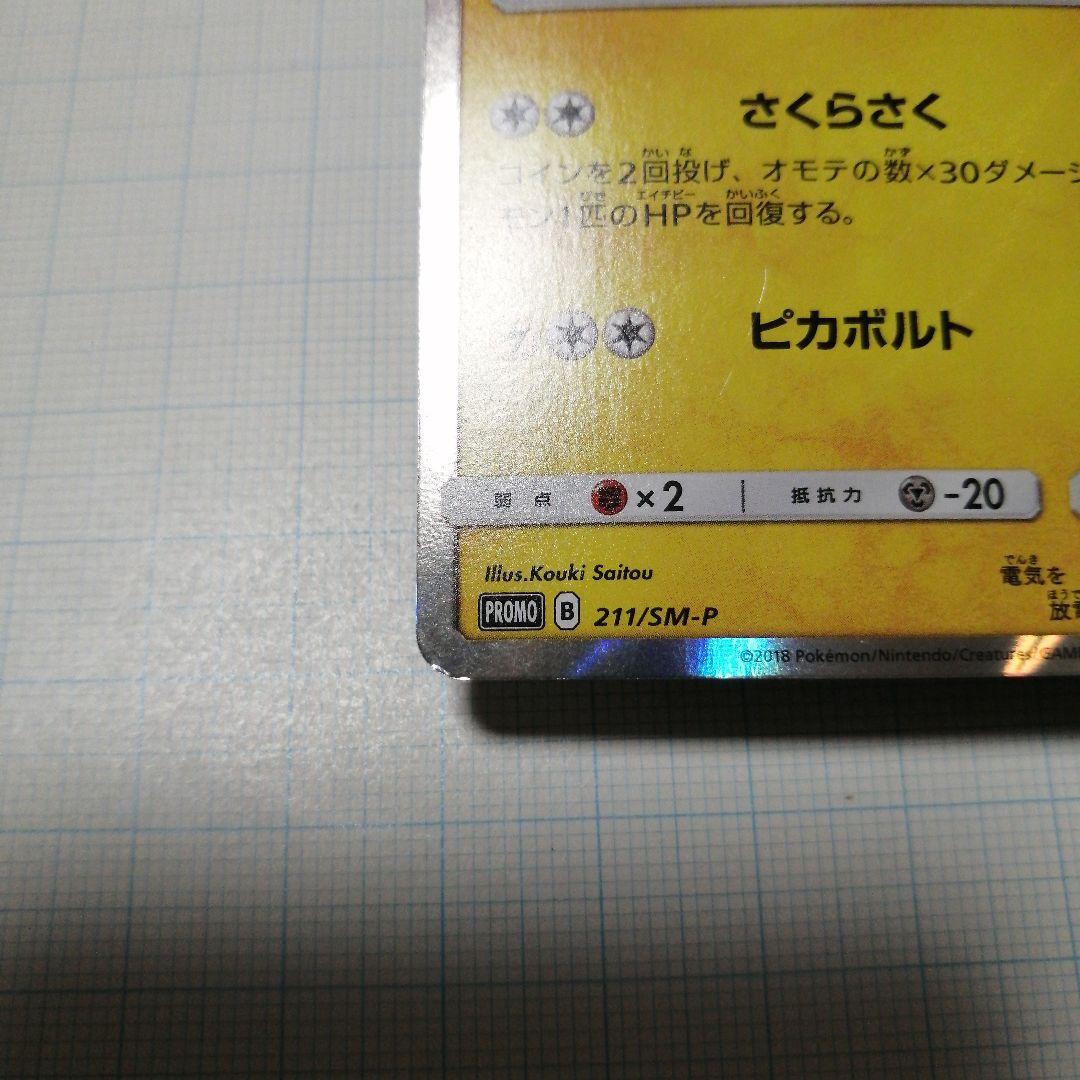 さくらさく
コインを2回投げ、オモテの数×30ダメージ
モン1匹のHPを回復する。
ピカボルト
弱点 ×2 抵抗力 -20
Illus.Kouki Saitou
電気を
PROMO B 211/SM-P
放電
©2018 Pokémon/Nintendo/Creatures/GAME